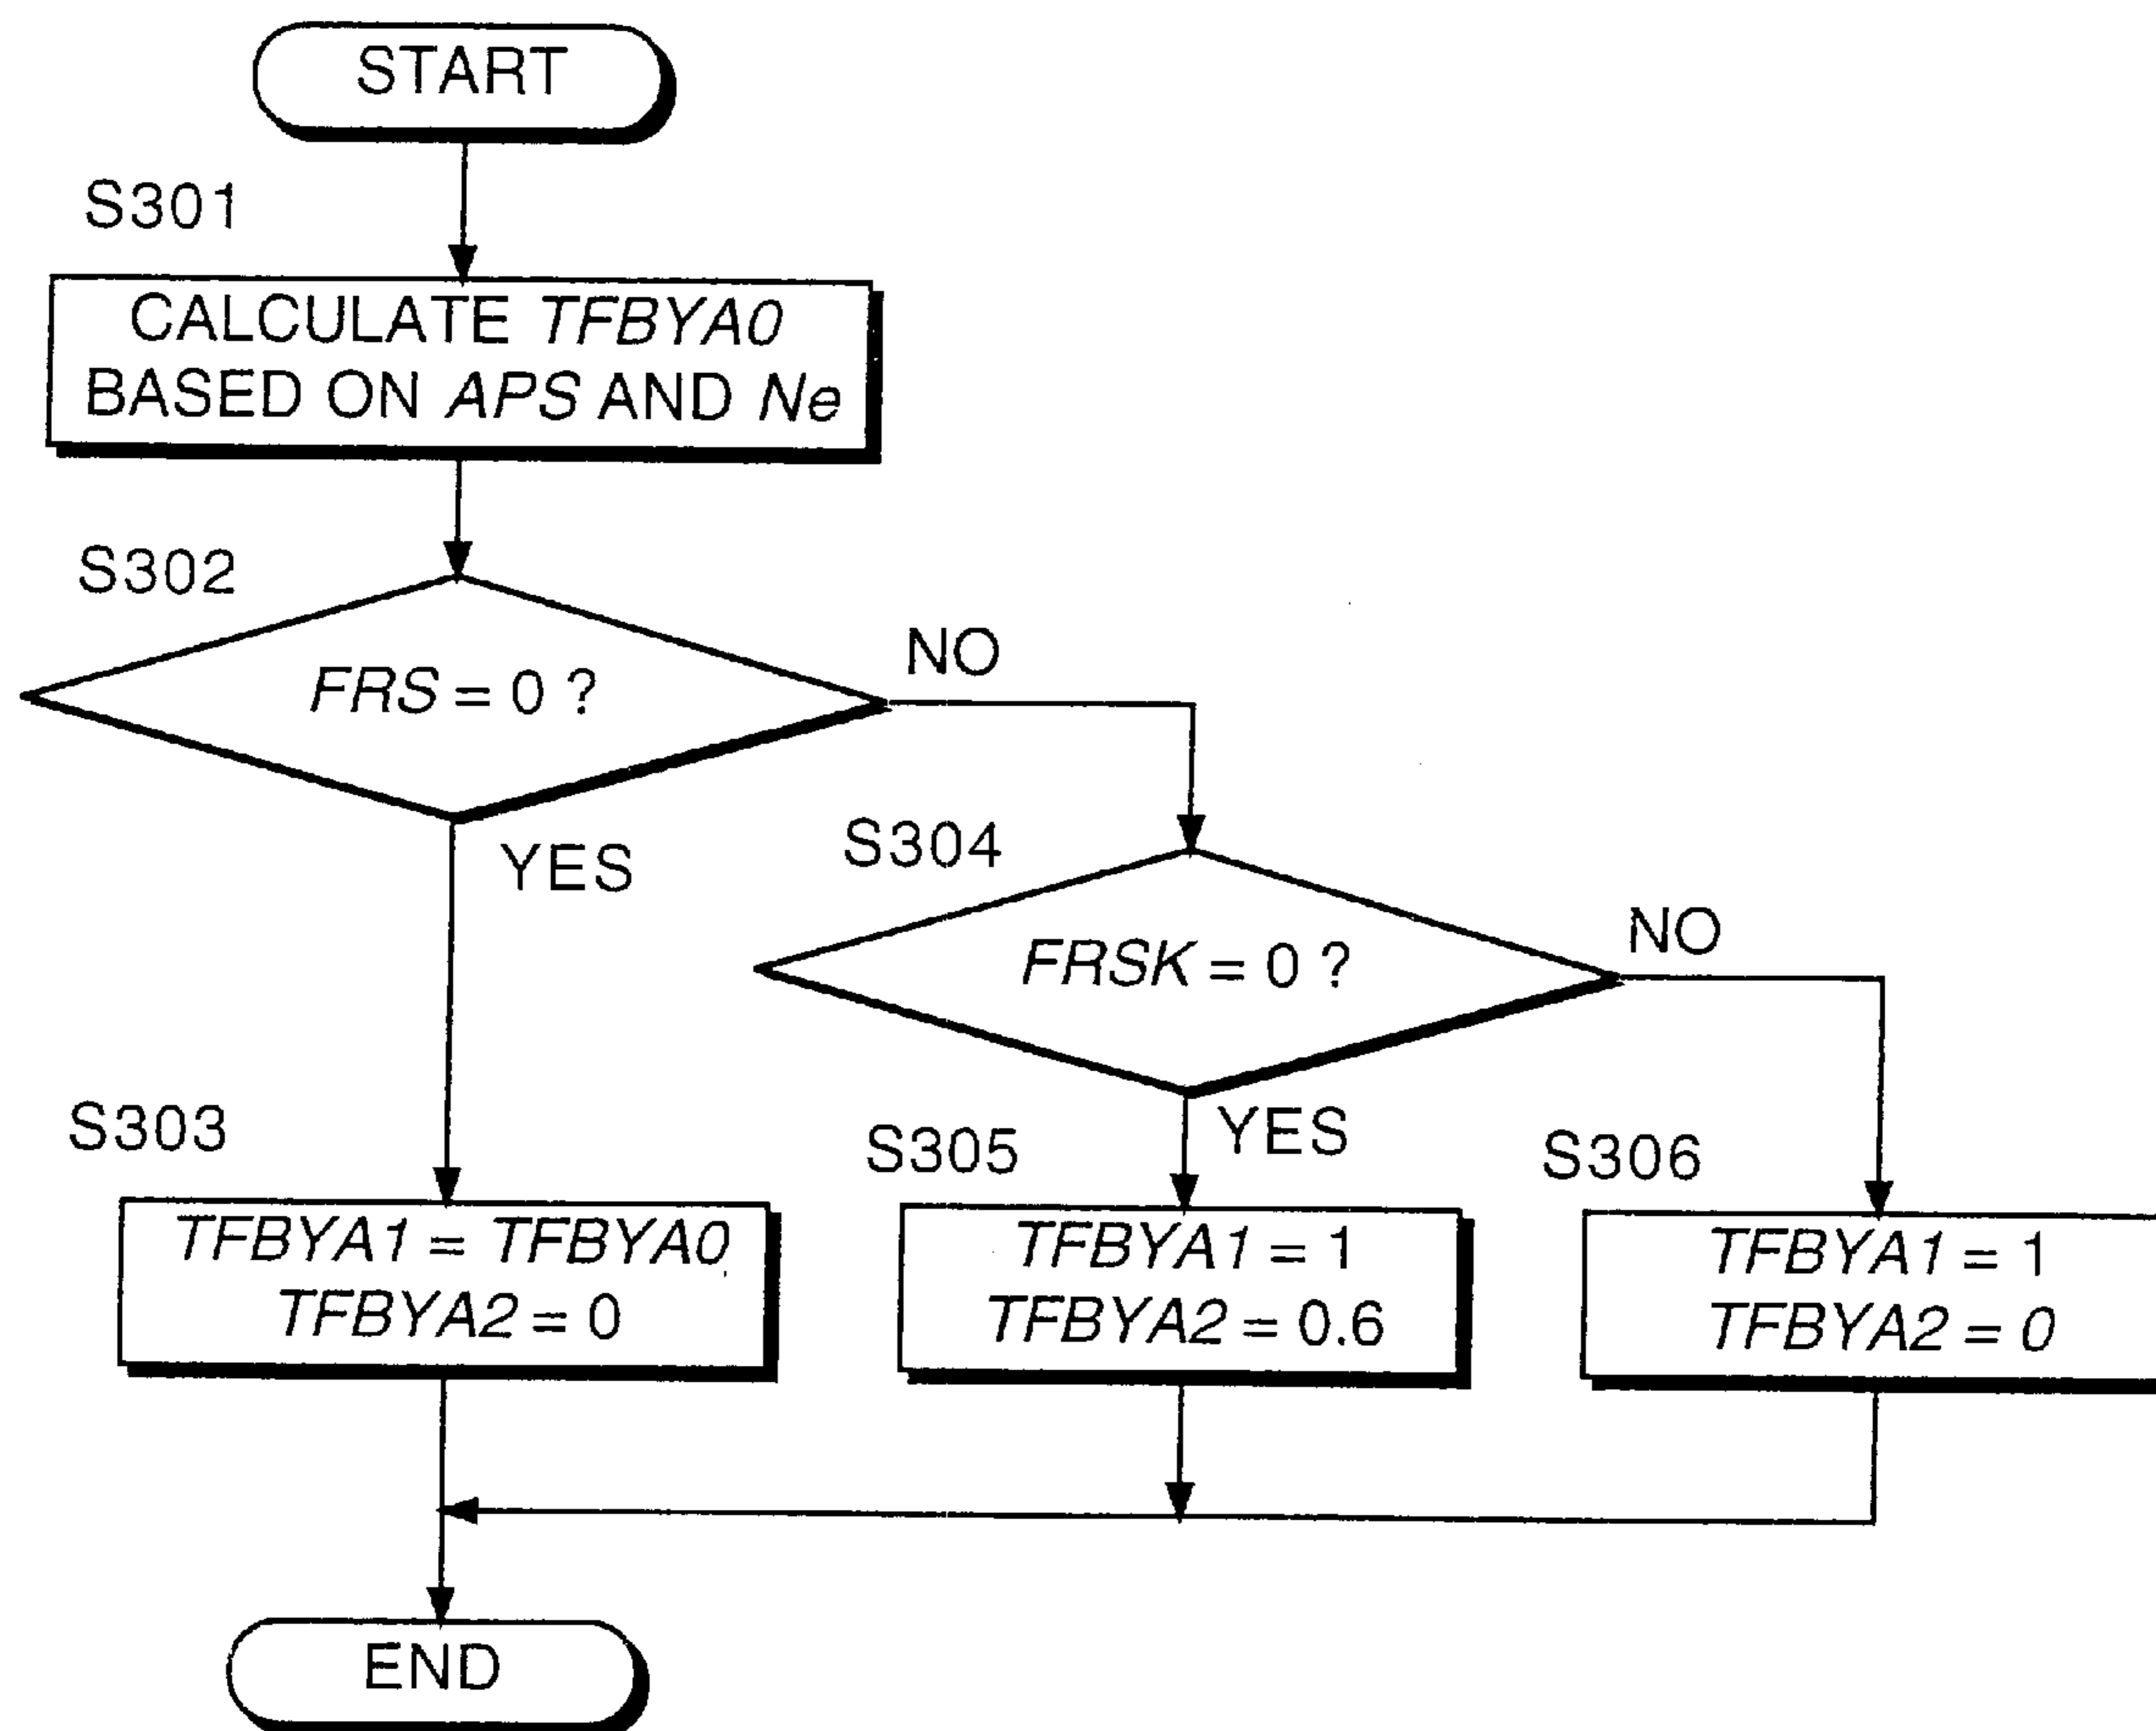 START
S301
CALCULATE TFBYA0
BASED ON APS AND Ne
S302
FRS = 0 ?
NO
YES
S304
FRSK = 0 ?
NO
YES
S303
TFBYA1 = TFBYA0
TFBYA2 = 0
S305
TFBYA1 = 1
TFBYA2 = 0.6
S306
TFBYA1 = 1
TFBYA2 = 0
END